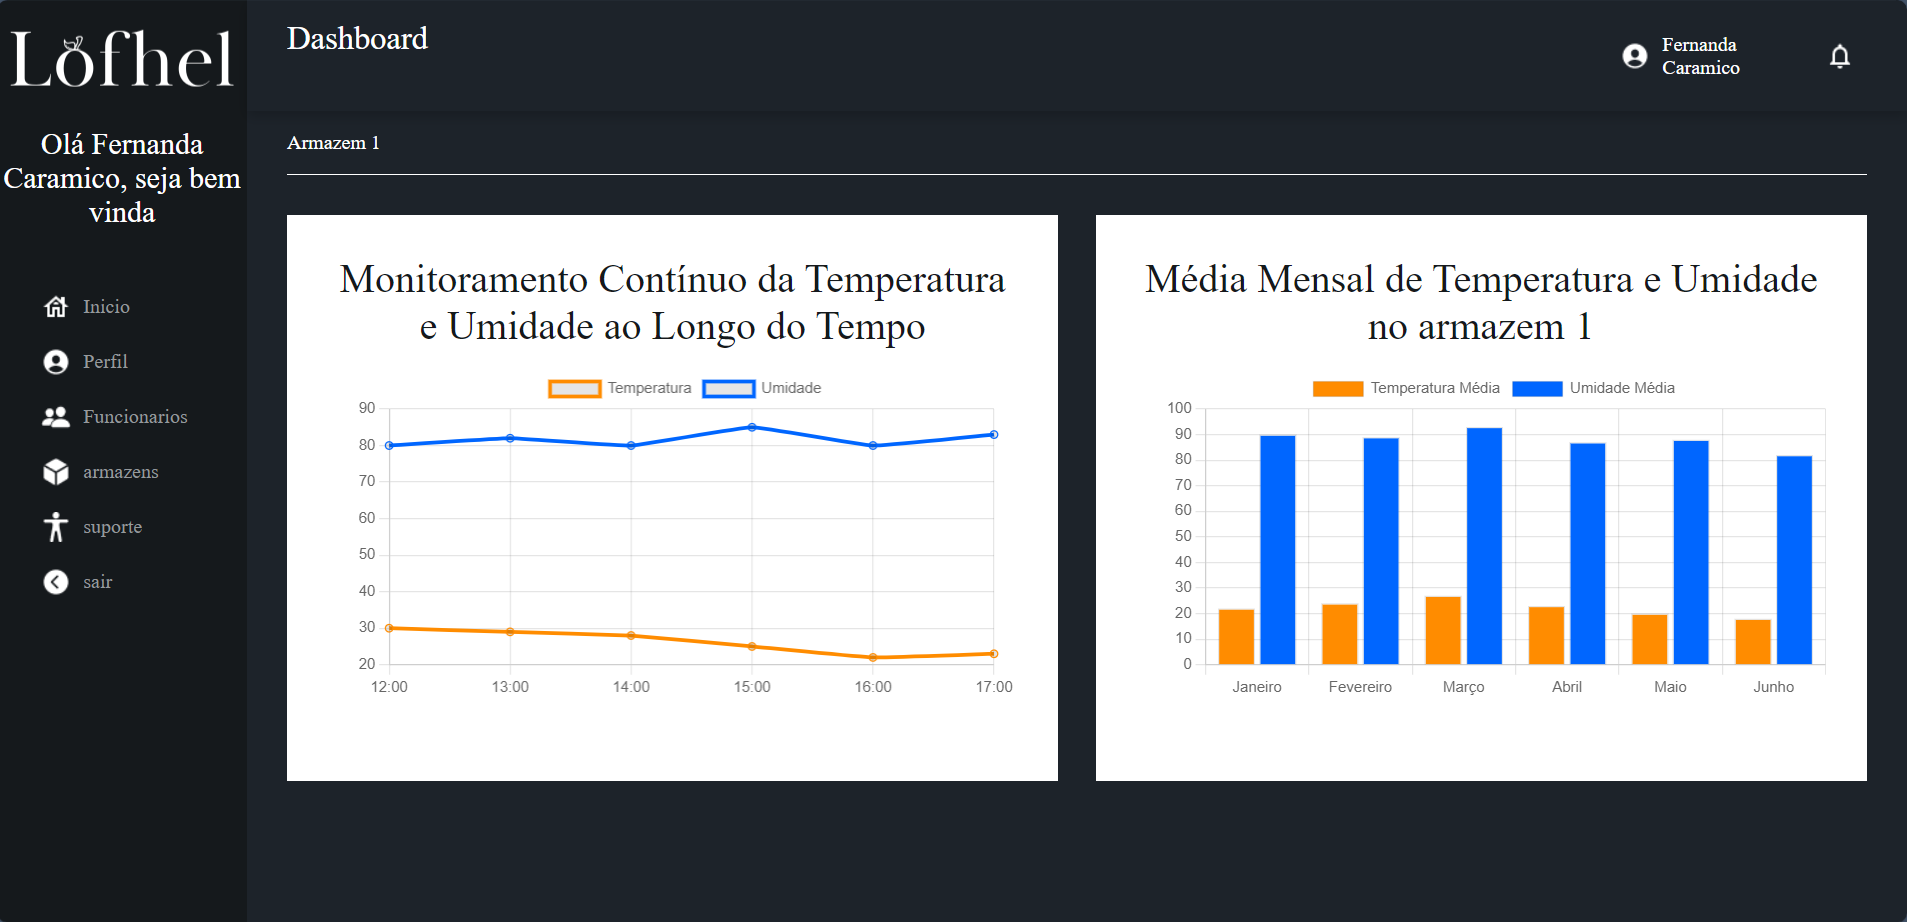 Lofhel
Olá Fernanda
Caramico, seja bem
vinda
Inicio
Perfil
Funcionarios
armazens
suporte
sair
Dashboard
Fernanda
Caramico
Armazem 1
Monitoramento Contínuo da Temperatura
e Umidade ao Longo do Tempo
Temperatura Umidade
90
80
70
60
50
40
30
20
12:00 13:00 14:00 15:00 16:00 17:00
Média Mensal de Temperatura e Umidade
no armazem 1
Temperatura Média Umidade Média
100
90
80
70
60
50
40
30
20
10
0
Janeiro Fevereiro Março Abril Maio Junho